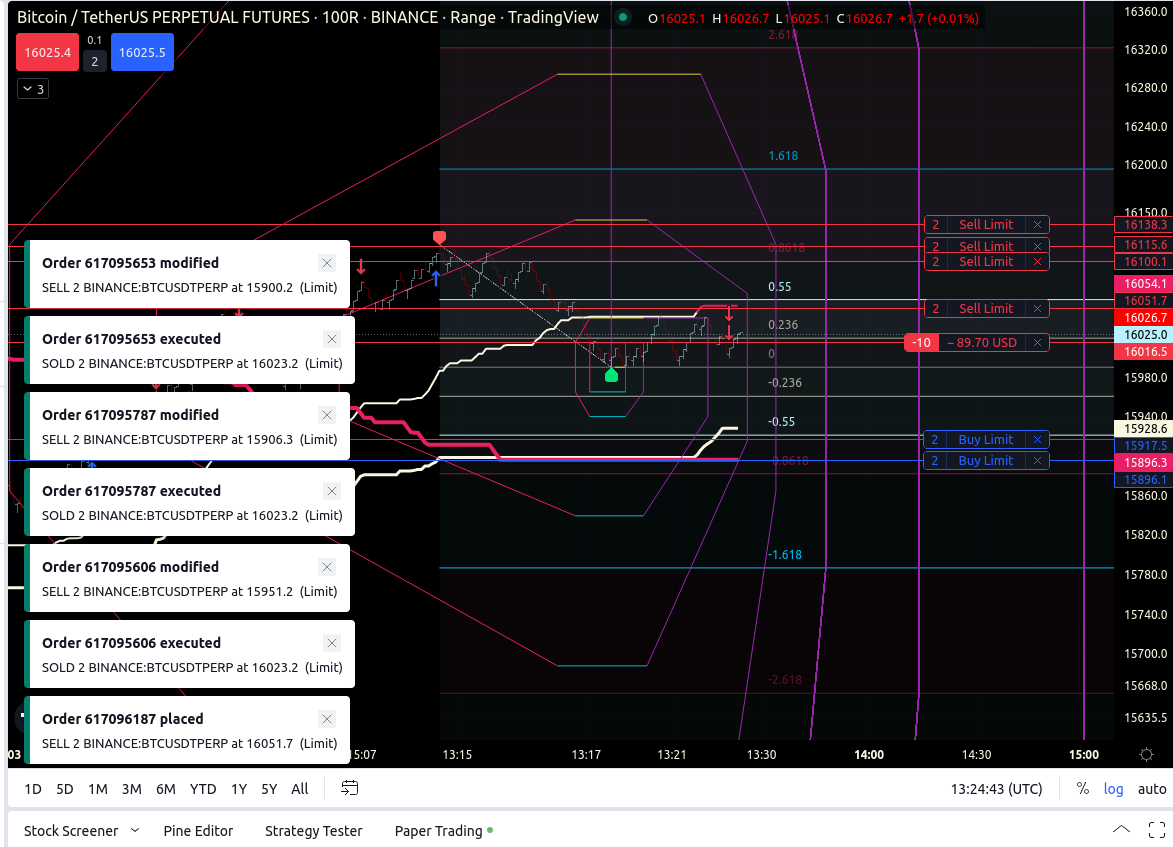 Bitcoin / TetherUS PERPETUAL FUTURES · 100R · BINANCE · Range · TradingView
O16025.1 H16026.7 L16025.1 C16026.7 +1.7 (+0.01%)
16025.4
0.1
2
16025.5
3
2.618
1.618
0.8618
0.55
0.236
0
-0.236
-0.55
-0.8618
-1.618
-2.618
2 Sell Limit
2 Sell Limit
2 Sell Limit
2 Sell Limit
-10 − 89.70 USD
2 Buy Limit
2 Buy Limit
16360.0
16320.0
16280.0
16240.0
16200.0
16150.0
16138.3
16115.6
16100.1
16054.1
16051.7
16026.7
16025.0
16016.5
15980.0
15940.0
15928.6
15917.5
15896.3
15896.1
15860.0
15820.0
15780.0
15740.0
15700.0
15668.0
15635.5
Order 617095653 modified
SELL 2 BINANCE:BTCUSDTPERP at 15900.2 (Limit)
Order 617095653 executed
SOLD 2 BINANCE:BTCUSDTPERP at 16023.2 (Limit)
Order 617095787 modified
SELL 2 BINANCE:BTCUSDTPERP at 15906.3 (Limit)
Order 617095787 executed
SOLD 2 BINANCE:BTCUSDTPERP at 16023.2 (Limit)
Order 617095606 modified
SELL 2 BINANCE:BTCUSDTPERP at 15951.2 (Limit)
Order 617095606 executed
SOLD 2 BINANCE:BTCUSDTPERP at 16023.2 (Limit)
Order 617096187 placed
SELL 2 BINANCE:BTCUSDTPERP at 16051.7 (Limit)
03 15:07 13:15 13:17 13:21 13:30 14:00 14:30 15:00
1D 5D 1M 3M 6M YTD 1Y 5Y All 13:24:43 (UTC) % log auto
Stock Screener Pine Editor Strategy Tester Paper Trading